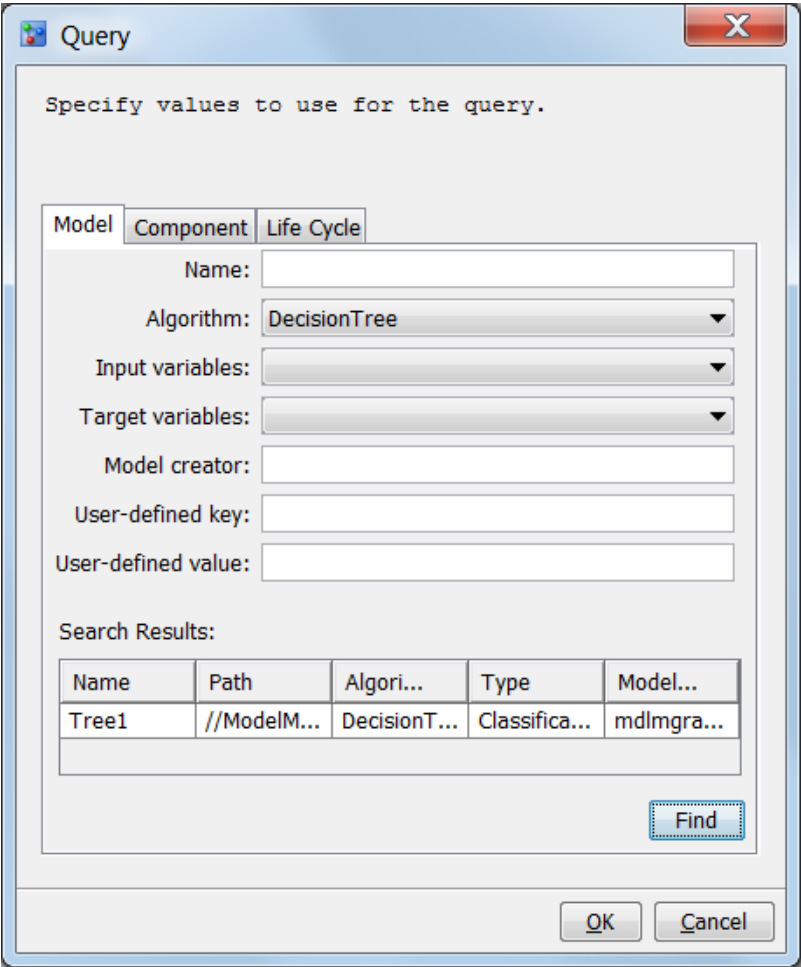 Query
Specify values to use for the query.
Model Component Life Cycle
Name:
Algorithm: DecisionTree
Input variables:
Target variables:
Model creator:
User-defined key:
User-defined value:
Search Results:
Name Path Algori... Type Model...
Tree1 //ModelM... DecisionT... Classifica... mdlmgra...
Find
OK Cancel